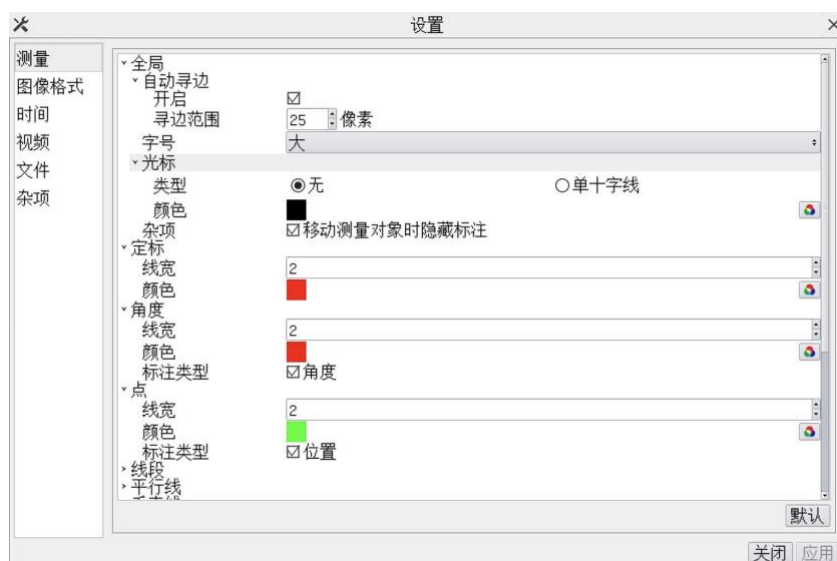 设置
测量
图像格式
时间
视频
文件
杂项
全局
自动寻边
开启
寻边范围 25 像素
字号 大
光标
类型 无 单十字线
颜色
杂项 移动测量对象时隐藏标注
定标
线宽 2
颜色
角度
线宽 2
颜色
标注类型 角度
点
线宽 2
颜色
标注类型 位置
线段
平行线
默认
关闭 应用